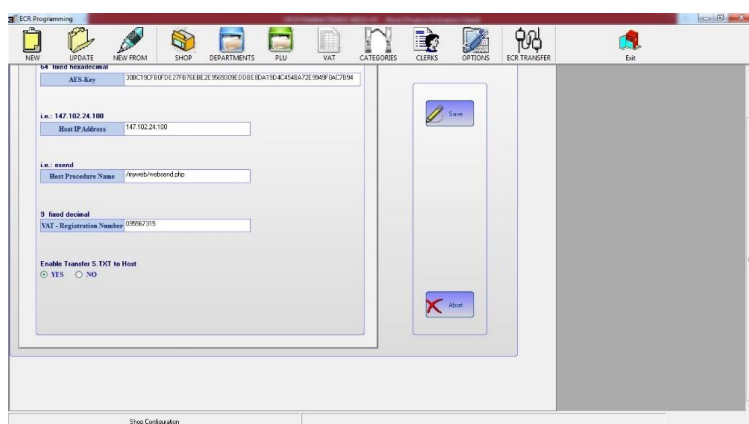 ECR Programming
NEW UPDATE NEW FROM SHOP DEPARTMENTS PLU VAT CATEGORIES CLERKS OPTIONS ECR TRANSFER Exit
64 fixed hexadecimal
AES-Key
i.e.: 147.102.24.100
Host IP Address 147.102.24.100
i.e.: esend
Host Procedure Name /myweb/websend.php
9 fixed decimal
VAT - Registration Number 099967315
Enable Transfer S.TXT to Host
YES NO
Save
Abort
Shop Configuration